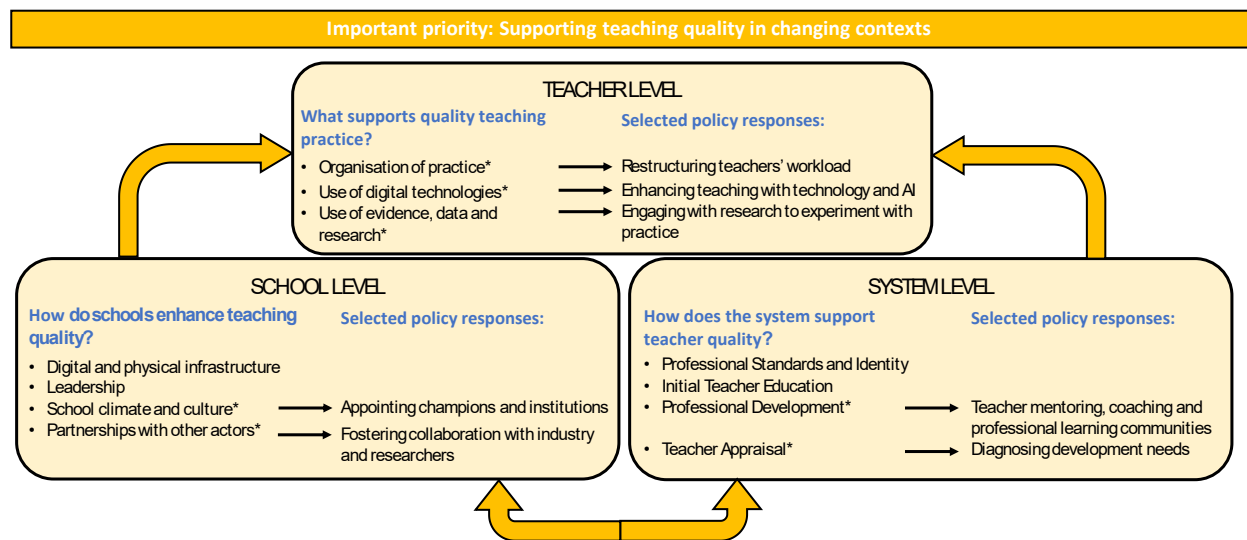 Important priority: Supporting teaching quality in changing contexts
TEACHER LEVEL
What supports quality teaching
practice?
• Organisation of practice*
• Use of digital technologies*
• Use of evidence, data and
research*
Selected policy responses:
Restructuring teachers’ workload
Enhancing teaching with technology and AI
Engaging with research to experiment with
practice
SCHOOL LEVEL
How do schools enhance teaching
quality?
• Digital and physical infrastructure
• Leadership
• School climate and culture*
• Partnerships with other actors*
Selected policy responses:
Appointing champions and institutions
Fostering collaboration with industry
and researchers
SYSTEM LEVEL
How does the system support
teacher quality?
• Professional Standards and Identity
• Initial Teacher Education
• Professional Development*
• Teacher Appraisal*
Selected policy responses:
Teacher mentoring, coaching and
professional learning communities
Diagnosing development needs